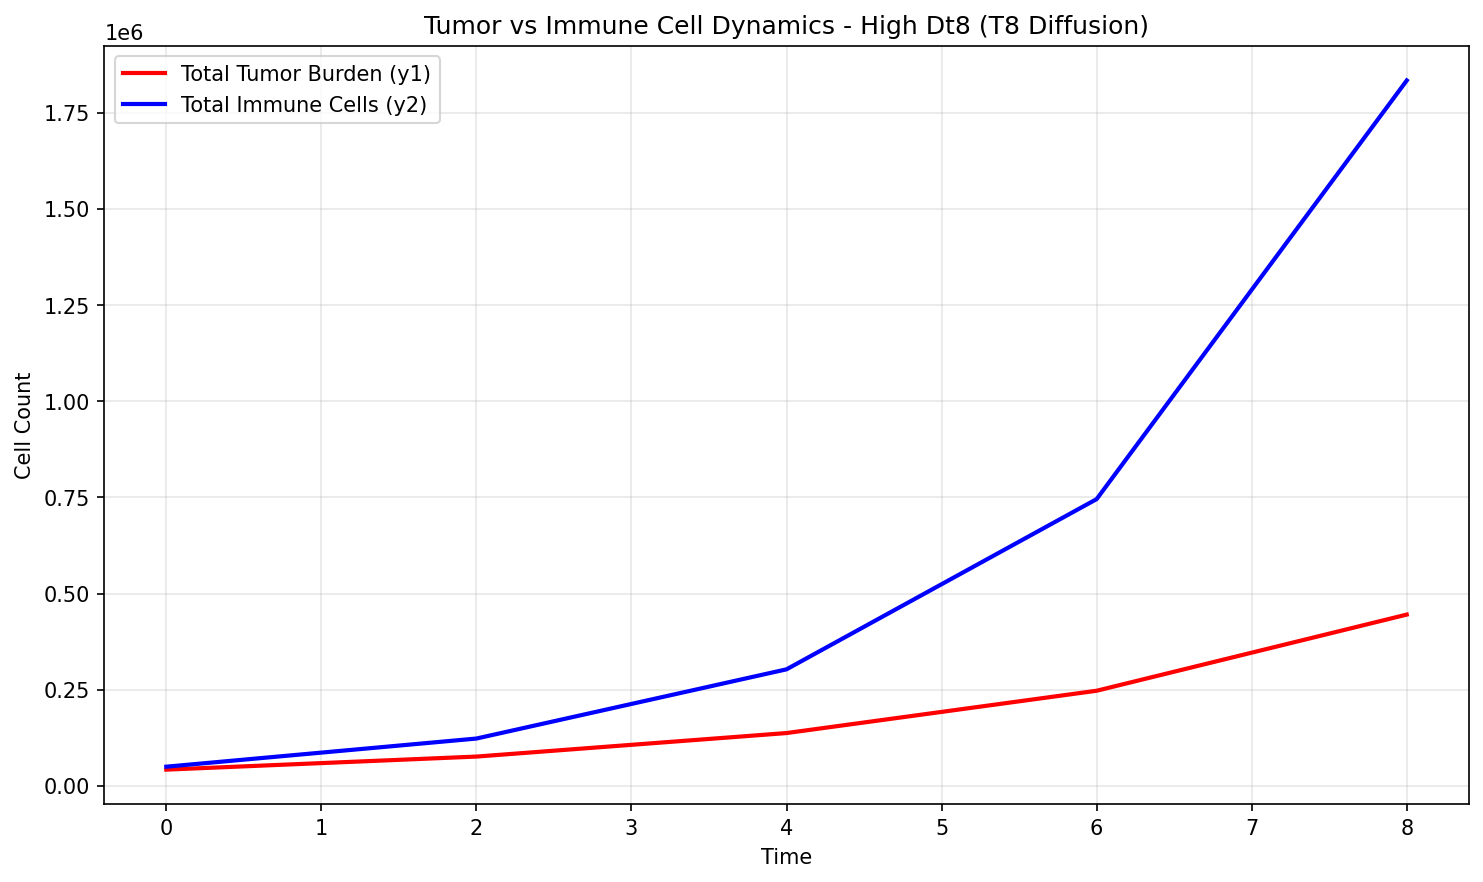 Tumor vs Immune Cell Dynamics - High Dt8 (T8 Diffusion)
1e6
Total Tumor Burden (y1)
Total Immune Cells (y2)
1.75
1.50
1.25
1.00
0.75
0.50
0.25
0.00
Cell Count
0 1 2 3 4 5 6 7 8
Time